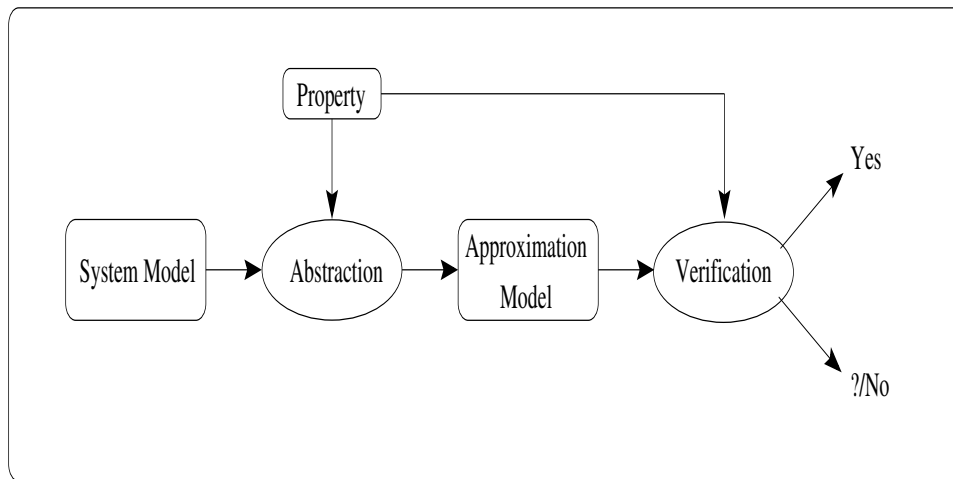 Property
Yes
System Model
Abstraction
Approximation
Model
Verification
?/No